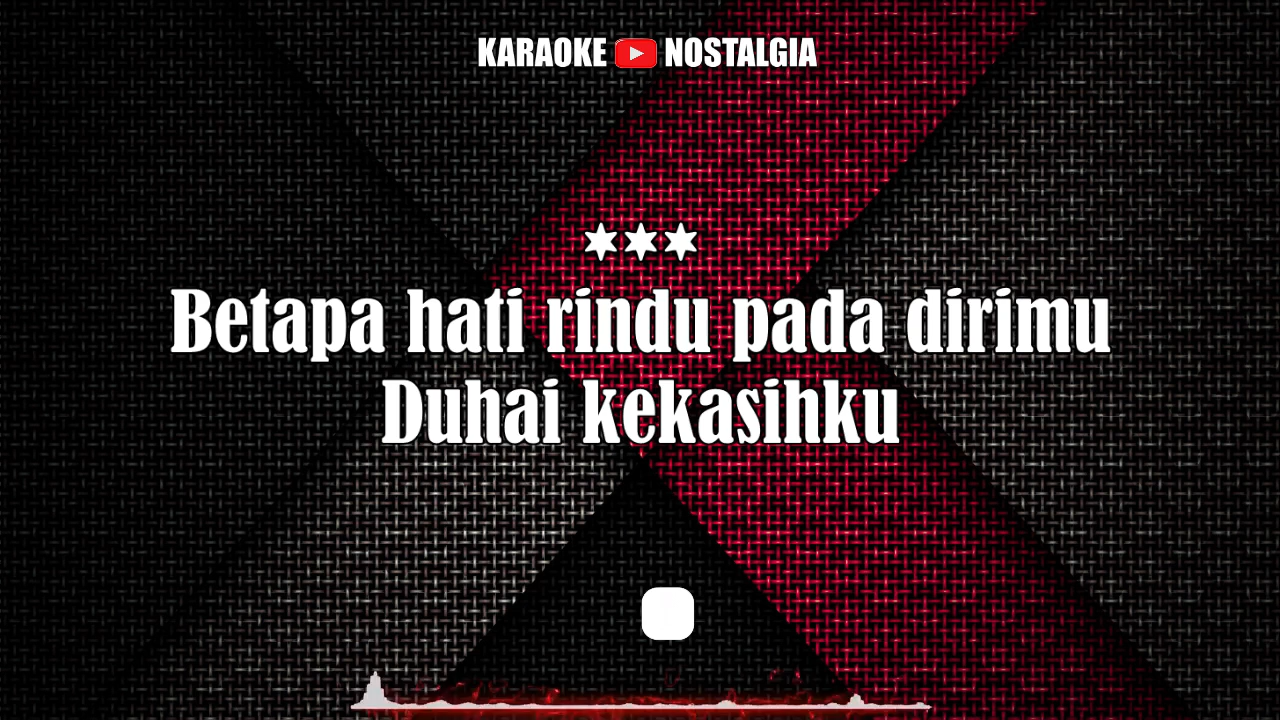 KARAOKE NOSTALGIA
✶✶✶
Betapa hati rindu pada dirimu
Duhai kekasihku